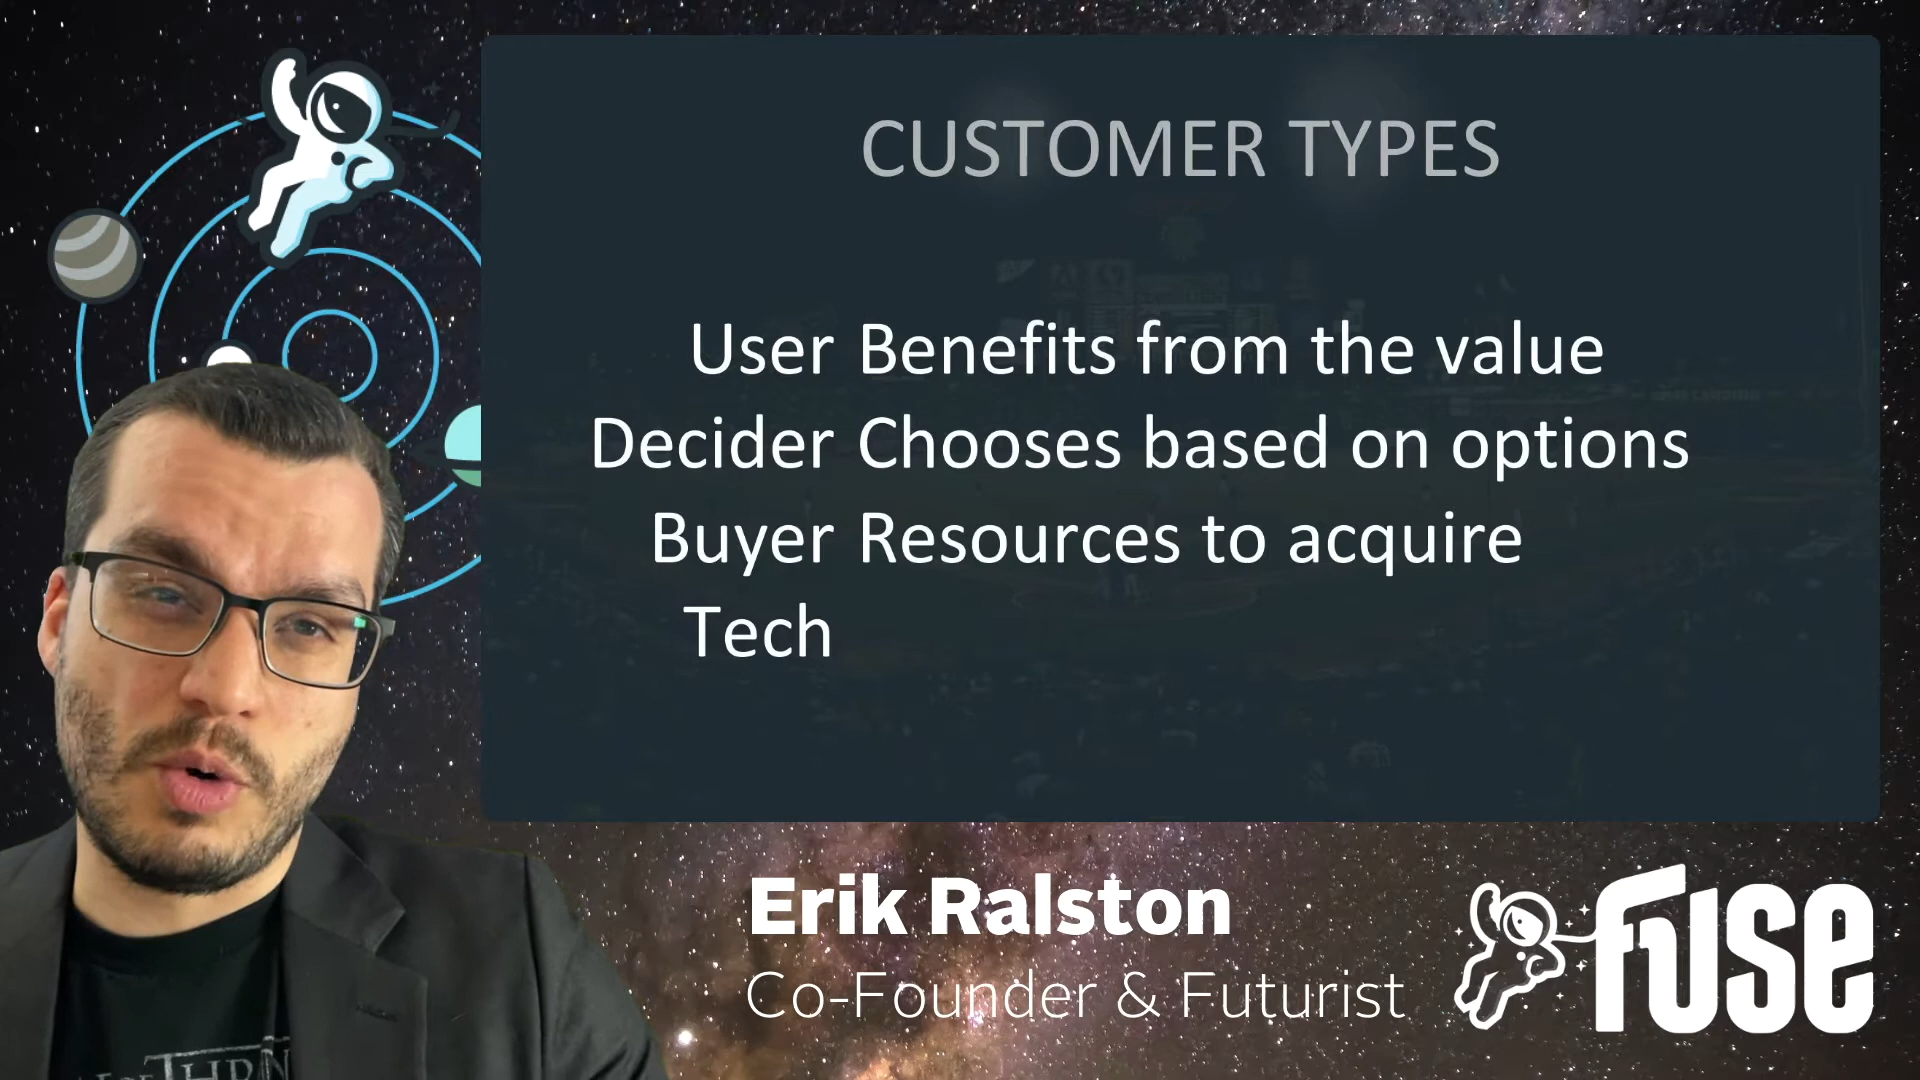 CUSTOMER TYPES
User Benefits from the value
Decider Chooses based on options
Buyer Resources to acquire
Tech
Erik Ralston
Co-Founder & Futurist
fuse